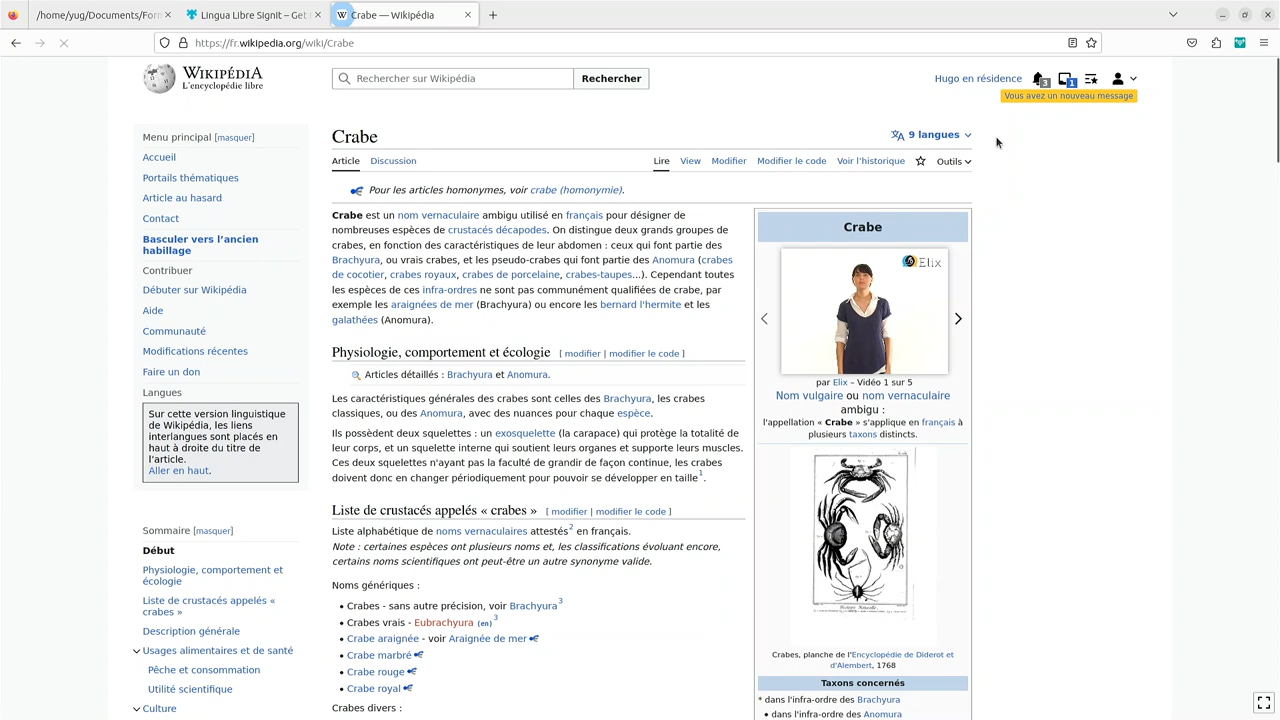 /home/yug/Documents/Form
Lingua Libre SignIt – Get
W Crabe — Wikipédia
https://fr.wikipedia.org/wiki/Crabe
WIKIPÉDIA
L'encyclopédie libre
Rechercher sur Wikipédia
Rechercher
Hugo en résidence
3
1
Vous avez un nouveau message
Menu principal [masquer]
Accueil
Portails thématiques
Article au hasard
Contact
Basculer vers l'ancien
habillage
Contribuer
Débuter sur Wikipédia
Aide
Communauté
Modifications récentes
Faire un don
Langues
Sur cette version linguistique
de Wikipédia, les liens
interlangues sont placés en
haut à droite du titre de
l'article.
Aller en haut.
Sommaire [masquer]
Début
Physiologie, comportement et
écologie
Liste de crustacés appelés «
crabes »
Description générale
Usages alimentaires et de santé
Pêche et consommation
Utilité scientifique
Culture
Crabe
9 langues
Article Discussion
Lire View Modifier Modifier le code Voir l'historique Outils
Pour les articles homonymes, voir crabe (homonymie).
Crabe est un nom vernaculaire ambigu utilisé en français pour désigner de
nombreuses espèces de crustacés décapodes. On distingue deux grands groupes de
crabes, en fonction des caractéristiques de leur abdomen : ceux qui font partie des
Brachyura, ou vrais crabes, et les pseudo-crabes qui font partie des Anomura (crabes
de cocotier, crabes royaux, crabes de porcelaine, crabes-taupes...). Cependant toutes
les espèces de ces infra-ordres ne sont pas communément qualifiées de crabe, par
exemple les araignées de mer (Brachyura) ou encore les bernard l'hermite et les
galathées (Anomura).
Physiologie, comportement et écologie [ modifier | modifier le code ]
Articles détaillés : Brachyura et Anomura.
Les caractéristiques générales des crabes sont celles des Brachyura, les crabes
classiques, ou des Anomura, avec des nuances pour chaque espèce.
Ils possèdent deux squelettes : un exosquelette (la carapace) qui protège la totalité de
leur corps, et un squelette interne qui soutient leurs organes et supporte leurs muscles.
Ces deux squelettes n'ayant pas la faculté de grandir de façon continue, les crabes
doivent donc en changer périodiquement pour pouvoir se développer en taille1.
Liste de crustacés appelés « crabes » [ modifier | modifier le code ]
Liste alphabétique de noms vernaculaires attestés2 en français.
Note : certaines espèces ont plusieurs noms et, les classifications évoluant encore,
certains noms scientifiques ont peut-être un autre synonyme valide.
Noms génériques :
• Crabes - sans autre précision, voir Brachyura3
• Crabes vrais - Eubrachyura (en)3
• Crabe araignée - voir Araignée de mer
• Crabe marbré
• Crabe rouge
• Crabe royal
Crabes divers :
Crabe
Elix
par Elix – Vidéo 1 sur 5
Nom vulgaire ou nom vernaculaire
ambigu :
l'appellation « Crabe » s'applique en français à
plusieurs taxons distincts.
Crabes, planche de l'Encyclopédie de Diderot et
d'Alembert, 1768
Taxons concernés
* dans l'infra-ordre des Brachyura
• dans l'infra-ordre des Anomura